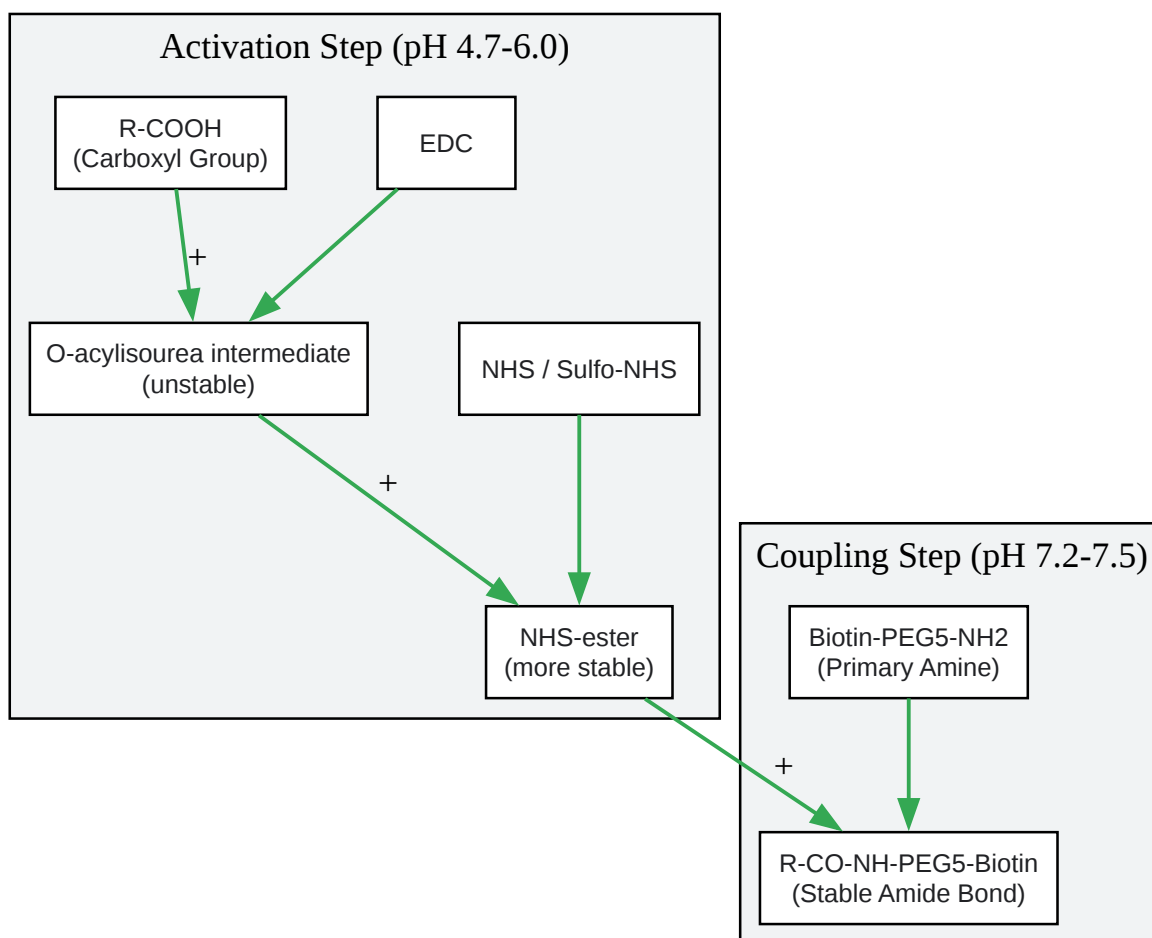 Activation Step (pH 4.7-6.0)
R-COOH
(Carboxyl Group)
EDC
+
O-acylisourea intermediate
(unstable)
NHS / Sulfo-NHS
+
NHS-ester
(more stable)
Coupling Step (pH 7.2-7.5)
Biotin-PEG5-NH2
(Primary Amine)
+
R-CO-NH-PEG5-Biotin
(Stable Amide Bond)